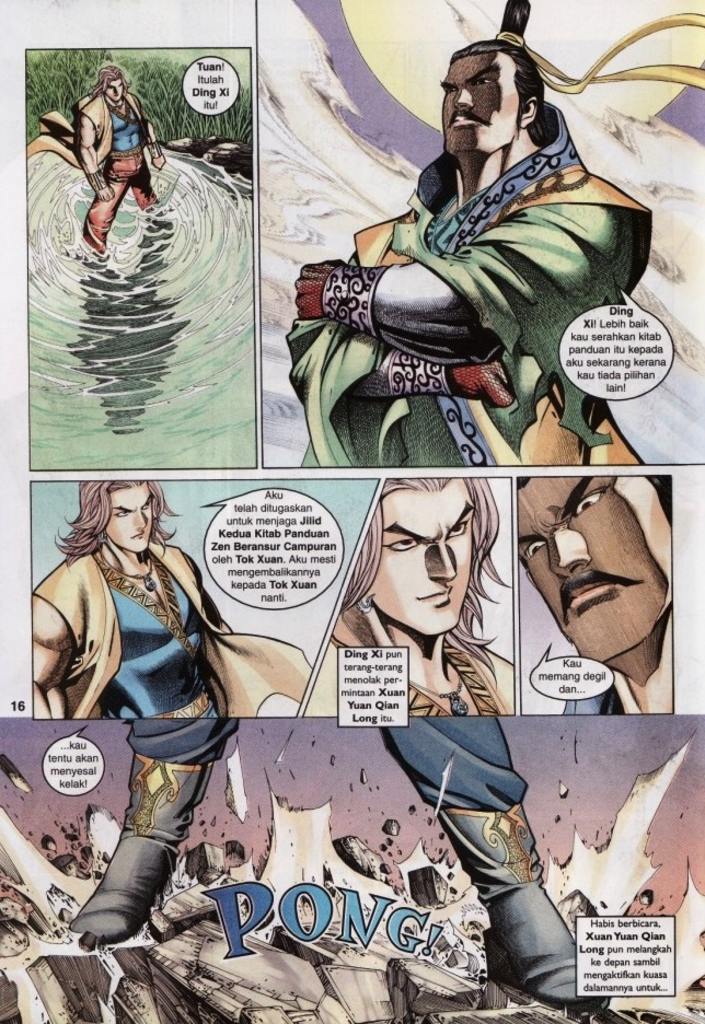 Tuan!
Itulah
Ding Xi
itu!
Ding
Xi! Lebih baik
kau serahkan kitab
panduan itu kepada
aku sekarang kerana
kau tiada pilihan
lain!
Aku
telah ditugaskan
untuk menjaga Jilid
Kedua Kitab Panduan
Zen Beransur Campuran
oleh Tok Xuan. Aku mesti
mengembalikannya
kepada Tok Xuan
nanti.
Ding Xi pun
terang-terang
menolak per-
mintaan Xuan
Yuan Qian
Long itu.
Kau
memang degil
dan...
16
...kau
tentu akan
menyesal
kelak!
PONG!
Habis berbicara,
Xuan Yuan Qian
Long pun melangkah
ke depan sambil
mengaktifkan kuasa
dalamannya untuk...